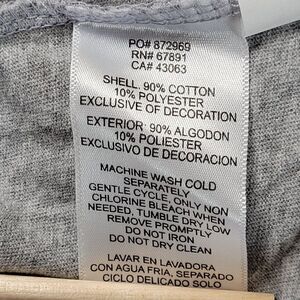 PO# 872969
RN# 67891
CA# 43063
SHELL. 90% COTTON
10% POLYESTER
EXCLUSIVE OF DECORATION
EXTERIOR: 90% ALGODON
10% POLIESTER
EXCLUSIVO DE DECORACION
MACHINE WASH COLD
SEPARATELY
GENTLE CYCLE, ONLY NON
CHLORINE BLEACH WHEN
NEEDED, TUMBLE DRY LOW
REMOVE PROMPTLY
DO NOT IRON
DO NOT DRY CLEAN
LAVAR EN LAVADORA
CON AGUA FRIA, SEPARADO
CICLO DELICADO SOLO